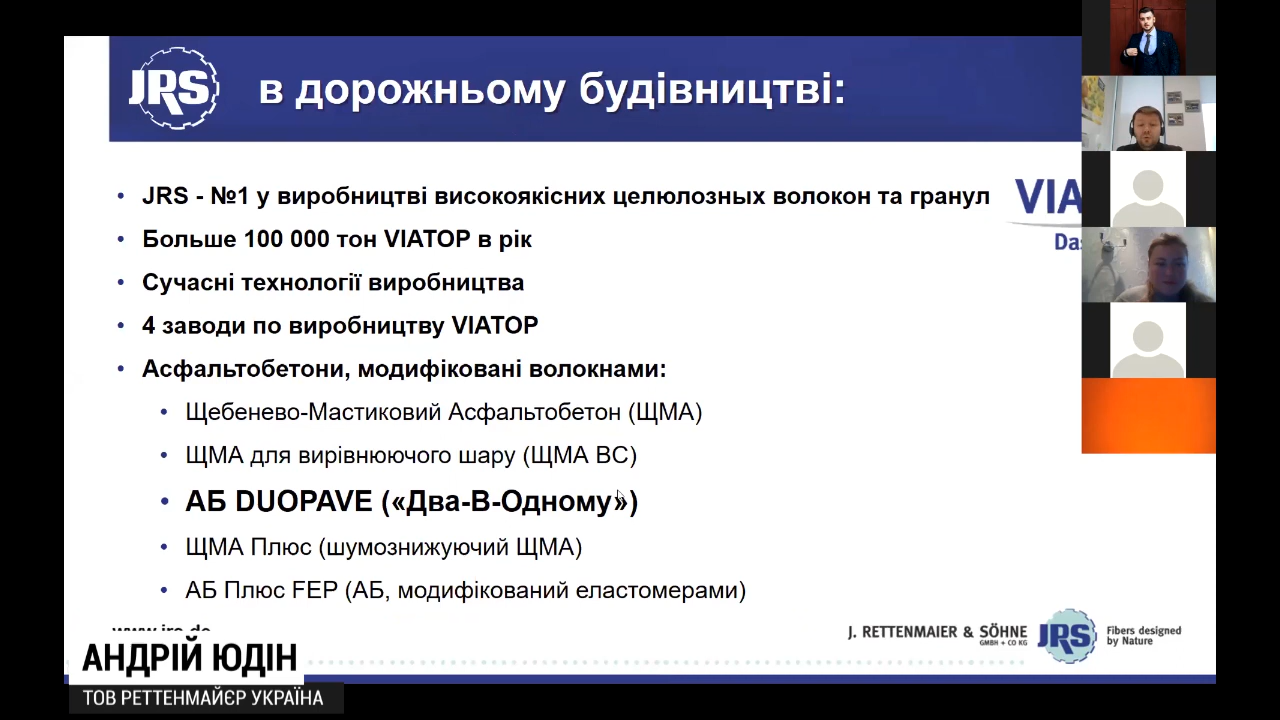 JRS
в дорожньому будівництві:
JRS - №1 у виробництві високоякісних целюлозных волокон та гранул
VIA
Das
Больше 100 000 тон VIATOP в рік
Сучасні технології виробництва
4 заводи по виробництву VIATOP
Асфальтобетони, модифіковані волокнами:
Щебенево-Мастиковий Асфальтобетон (ЩМА)
ЩМА для вирівнюючого шару (ЩМА ВС)
АБ DUOPAVE («Два-В-Одному»)
ЩМА Плюс (шумознижуючий ЩМА)
АБ Плюс FEP (АБ, модифікований еластомерами)
www.jrs.de
J. RETTENMAIER & SÖHNE
GMBH + CO KG
JRS
Fibers designed
by Nature
АНДРІЙ ЮДІН
ТОВ РЕТТЕНМАЙЄР УКРАЇНА